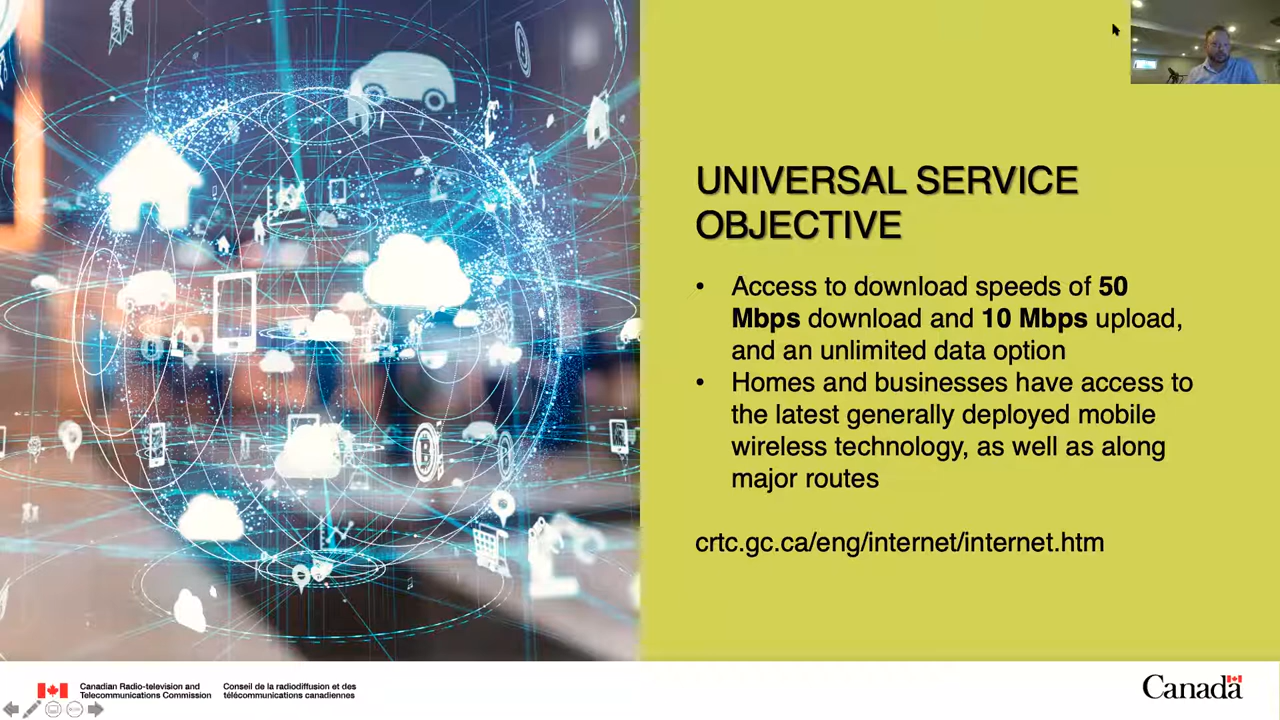 UNIVERSAL SERVICE
OBJECTIVE
• Access to download speeds of 50
Mbps download and 10 Mbps upload,
and an unlimited data option
• Homes and businesses have access to
the latest generally deployed mobile
wireless technology, as well as along
major routes
crtc.gc.ca/eng/internet/internet.htm
Canadian Radio-television and
Telecommunications Commission
Conseil de la radiodiffusion et des
télécommunications canadiennes
Canada